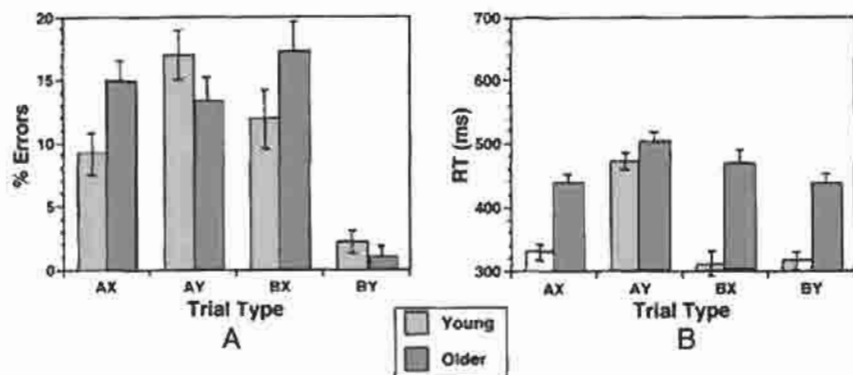 20
15
10
5
0
% Errors
AX AY BX BY
Trial Type
A
700
600
500
400
300
RT (ms)
AX AY BX BY
Trial Type
B
Young
Older